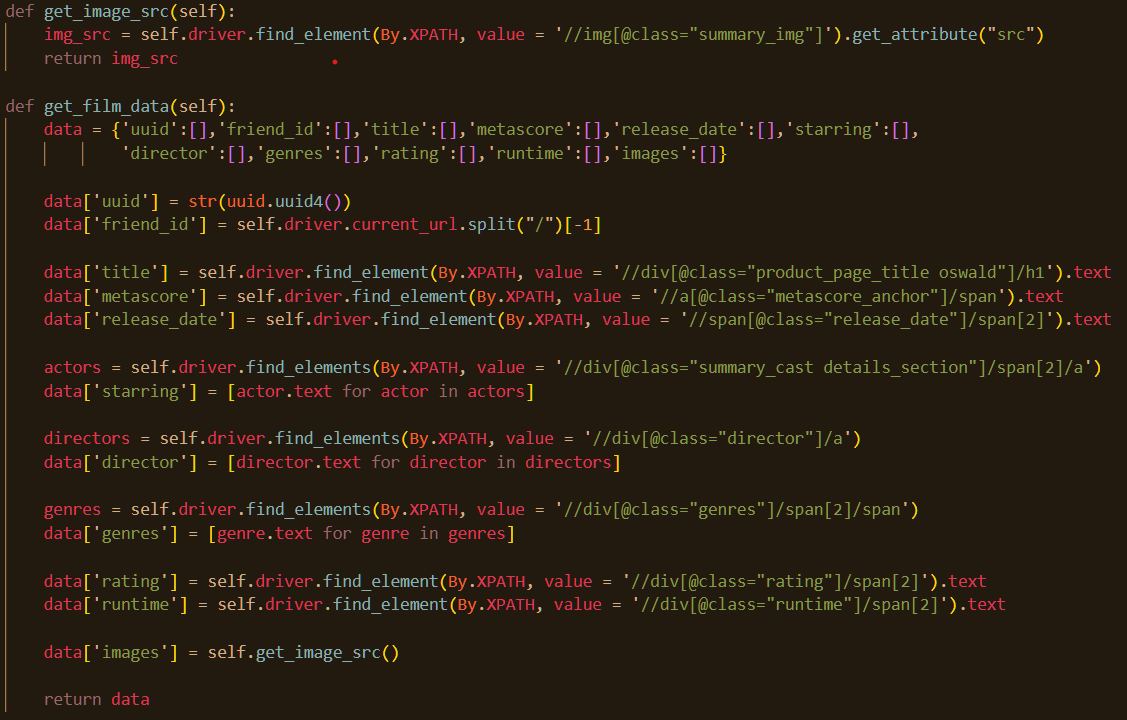 def get_image_src(self):
    img_src = self.driver.find_element(By.XPATH, value = '//img[@class="summary_img"]').get_attribute("src")
    return img_src

def get_film_data(self):
    data = {'uuid':[],'friend_id':[],'title':[],'metascore':[],'release_date':[],'starring':[],
            'director':[],'genres':[],'rating':[],'runtime':[],'images':[]}

    data['uuid'] = str(uuid.uuid4())
    data['friend_id'] = self.driver.current_url.split("/")[-1]

    data['title'] = self.driver.find_element(By.XPATH, value = '//div[@class="product_page_title oswald"]/h1').text
    data['metascore'] = self.driver.find_element(By.XPATH, value = '//a[@class="metascore_anchor"]/span').text
    data['release_date'] = self.driver.find_element(By.XPATH, value = '//span[@class="release_date"]/span[2]').text

    actors = self.driver.find_elements(By.XPATH, value = '//div[@class="summary_cast details_section"]/span[2]/a')
    data['starring'] = [actor.text for actor in actors]

    directors = self.driver.find_elements(By.XPATH, value = '//div[@class="director"]/a')
    data['director'] = [director.text for director in directors]

    genres = self.driver.find_elements(By.XPATH, value = '//div[@class="genres"]/span[2]/span')
    data['genres'] = [genre.text for genre in genres]

    data['rating'] = self.driver.find_element(By.XPATH, value = '//div[@class="rating"]/span[2]').text
    data['runtime'] = self.driver.find_element(By.XPATH, value = '//div[@class="runtime"]/span[2]').text

    data['images'] = self.get_image_src()

    return data